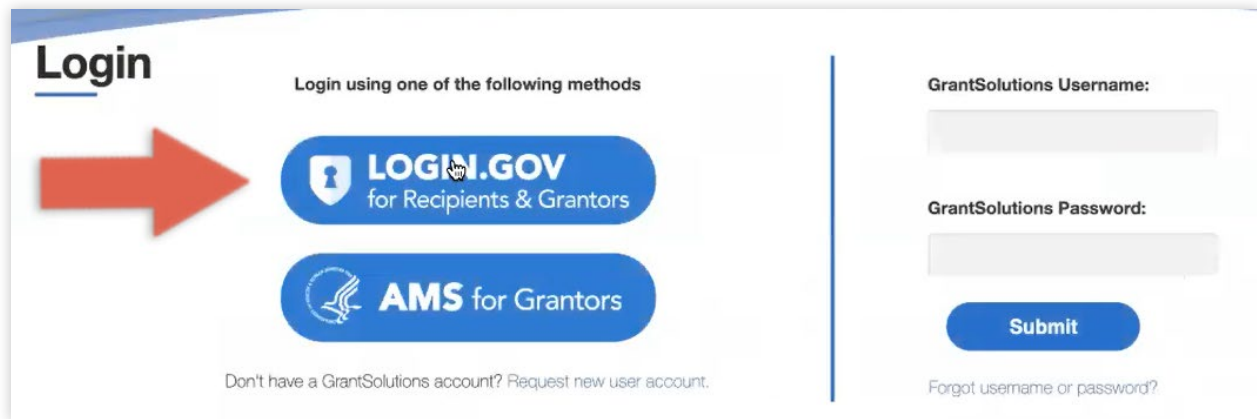 Login
Login using one of the following methods
LOGIN.GOV
for Recipients & Grantors
AMS for Grantors
Don't have a GrantSolutions account? Request new user account.
GrantSolutions Username:
GrantSolutions Password:
Submit
Forgot username or password?